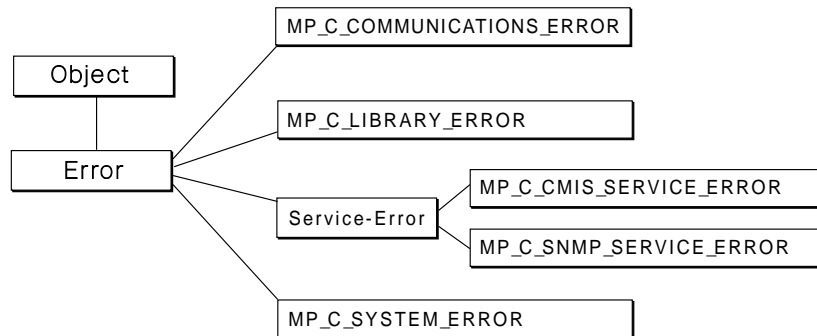 MP_C_COMMUNICATIONS_ERROR
Object
MP_C_LIBRARY_ERROR
Error
MP_C_CMIS_SERVICE_ERROR
Service-Error
MP_C_SNMP_SERVICE_ERROR
MP_C_SYSTEM_ERROR